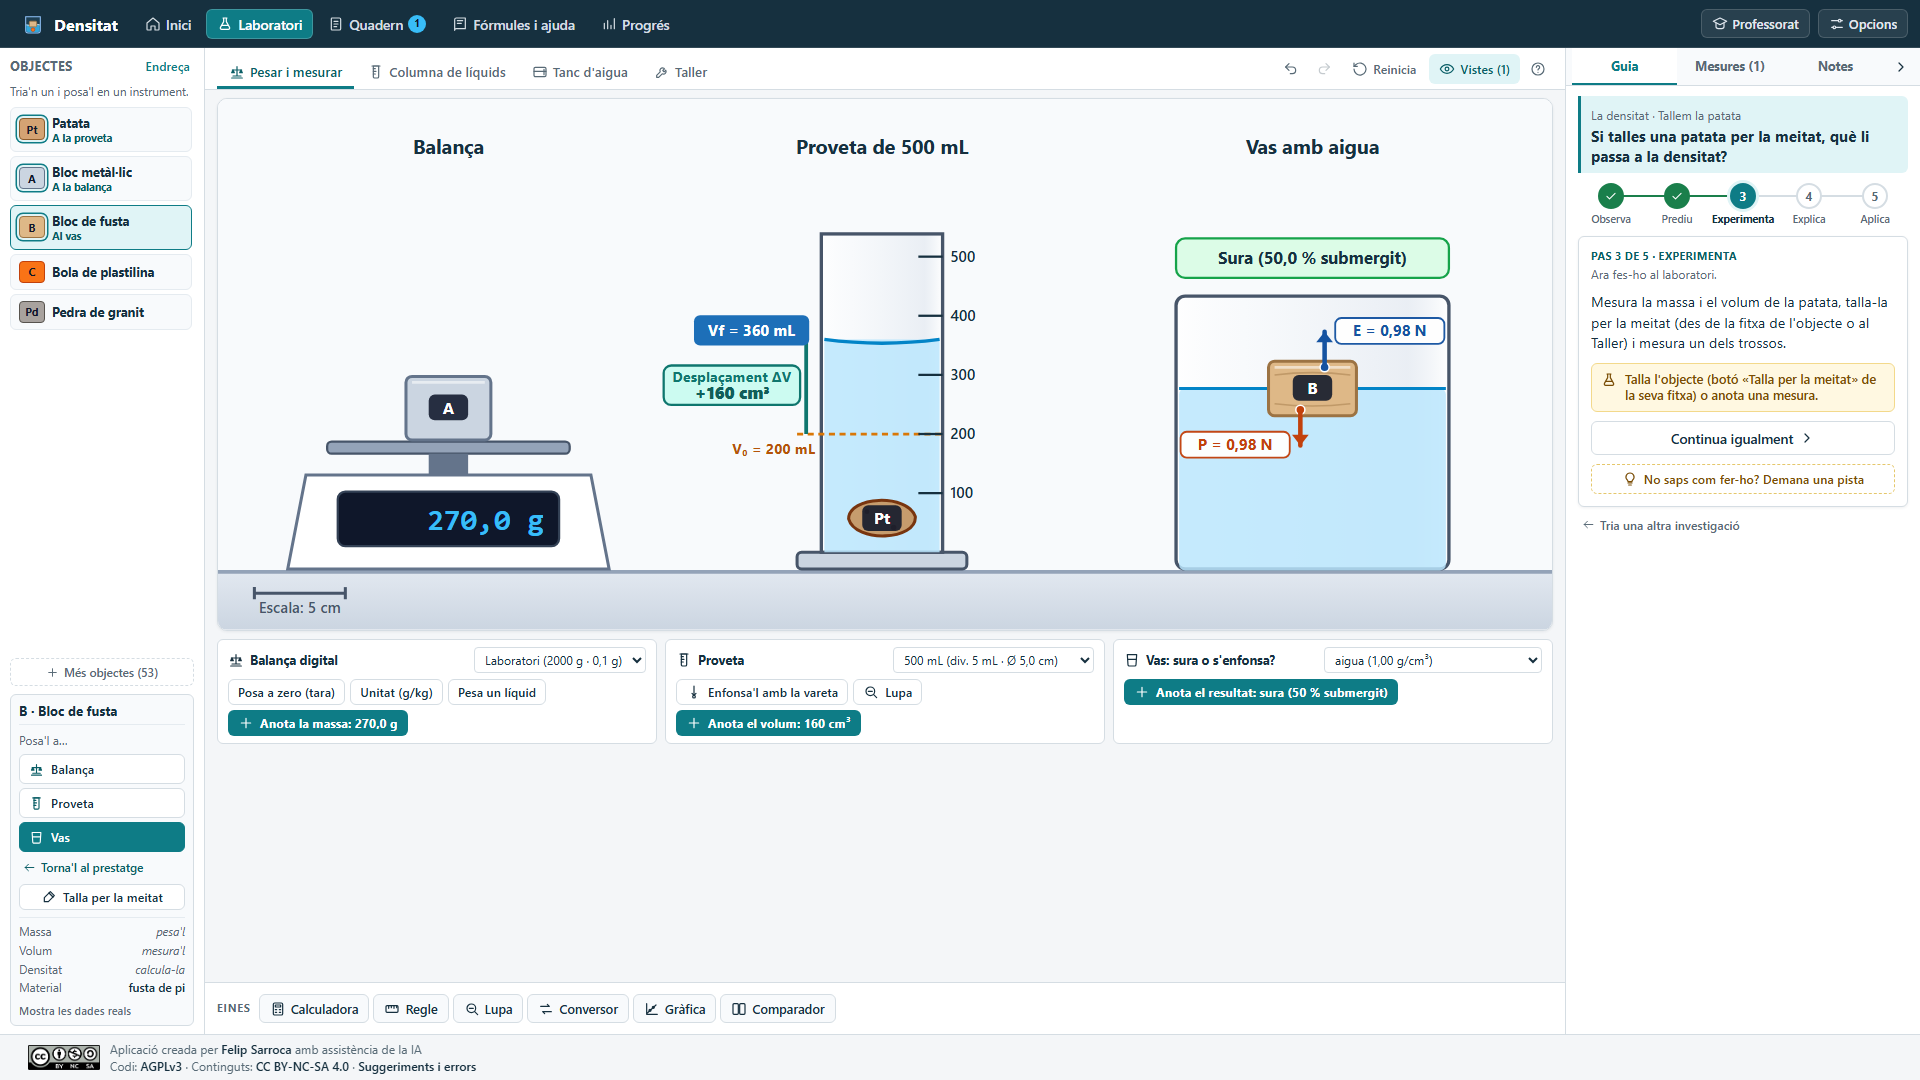 Densitat
Inici
Laboratori
Quadern 1
Fórmules i ajuda
Progrés
Professorat
Opcions
OBJECTES
Endreça
Tria'n un i posa'l en un instrument.
Pt
Patata
A la proveta
A
Bloc metàl·lic
A la balança
B
Bloc de fusta
Al vas
C
Bola de plastilina
Pd
Pedra de granit
+ Més objectes (53)
B · Bloc de fusta
Posa'l a...
Balança
Proveta
Vas
← Torna'l al prestatge
Talla per la meitat
Massa pesa'l
Volum mesura'l
Densitat calcula-la
Material fusta de pi
Mostra les dades reals
Pesar i mesurar
Columna de líquids
Tanc d'aigua
Taller
Reinicia
Vistes (1)
Balança
Proveta de 500 mL
Vas amb aigua
A
270,0 g
Escala: 5 cm
500
400
300
200
100
Vf = 360 mL
Desplaçament ΔV
+160 cm³
V₀ = 200 mL
Pt
Sura (50,0 % submergit)
E = 0,98 N
B
P = 0,98 N
Balança digital
Laboratori (2000 g · 0,1 g)
Posa a zero (tara)
Unitat (g/kg)
Pesa un líquid
+ Anota la massa: 270,0 g
Proveta
500 mL (div. 5 mL · Ø 5,0 cm)
Enfonsa'l amb la vareta
Lupa
+ Anota el volum: 160 cm³
Vas: sura o s'enfonsa?
aigua (1,00 g/cm³)
+ Anota el resultat: sura (50 % submergit)
EINES
Calculadora
Regle
Lupa
Conversor
Gràfica
Comparador
Guia
Mesures (1)
Notes
La densitat · Tallem la patata
Si talles una patata per la meitat, què li
passa a la densitat?
3
4
5
Observa
Prediu
Experimenta
Explica
Aplica
PAS 3 DE 5 · EXPERIMENTA
Ara fes-ho al laboratori.
Mesura la massa i el volum de la patata, talla-la
per la meitat (des de la fitxa de l'objecte o al
Taller) i mesura un dels trossos.
Talla l'objecte (botó «Talla per la meitat» de
la seva fitxa) o anota una mesura.
Continua igualment
No saps com fer-ho? Demana una pista
← Tria una altra investigació
CC BY NC SA
Aplicació creada per Felip Sarroca amb assistència de la IA
Codi: AGPLv3 · Continguts: CC BY-NC-SA 4.0 · Suggeriments i errors